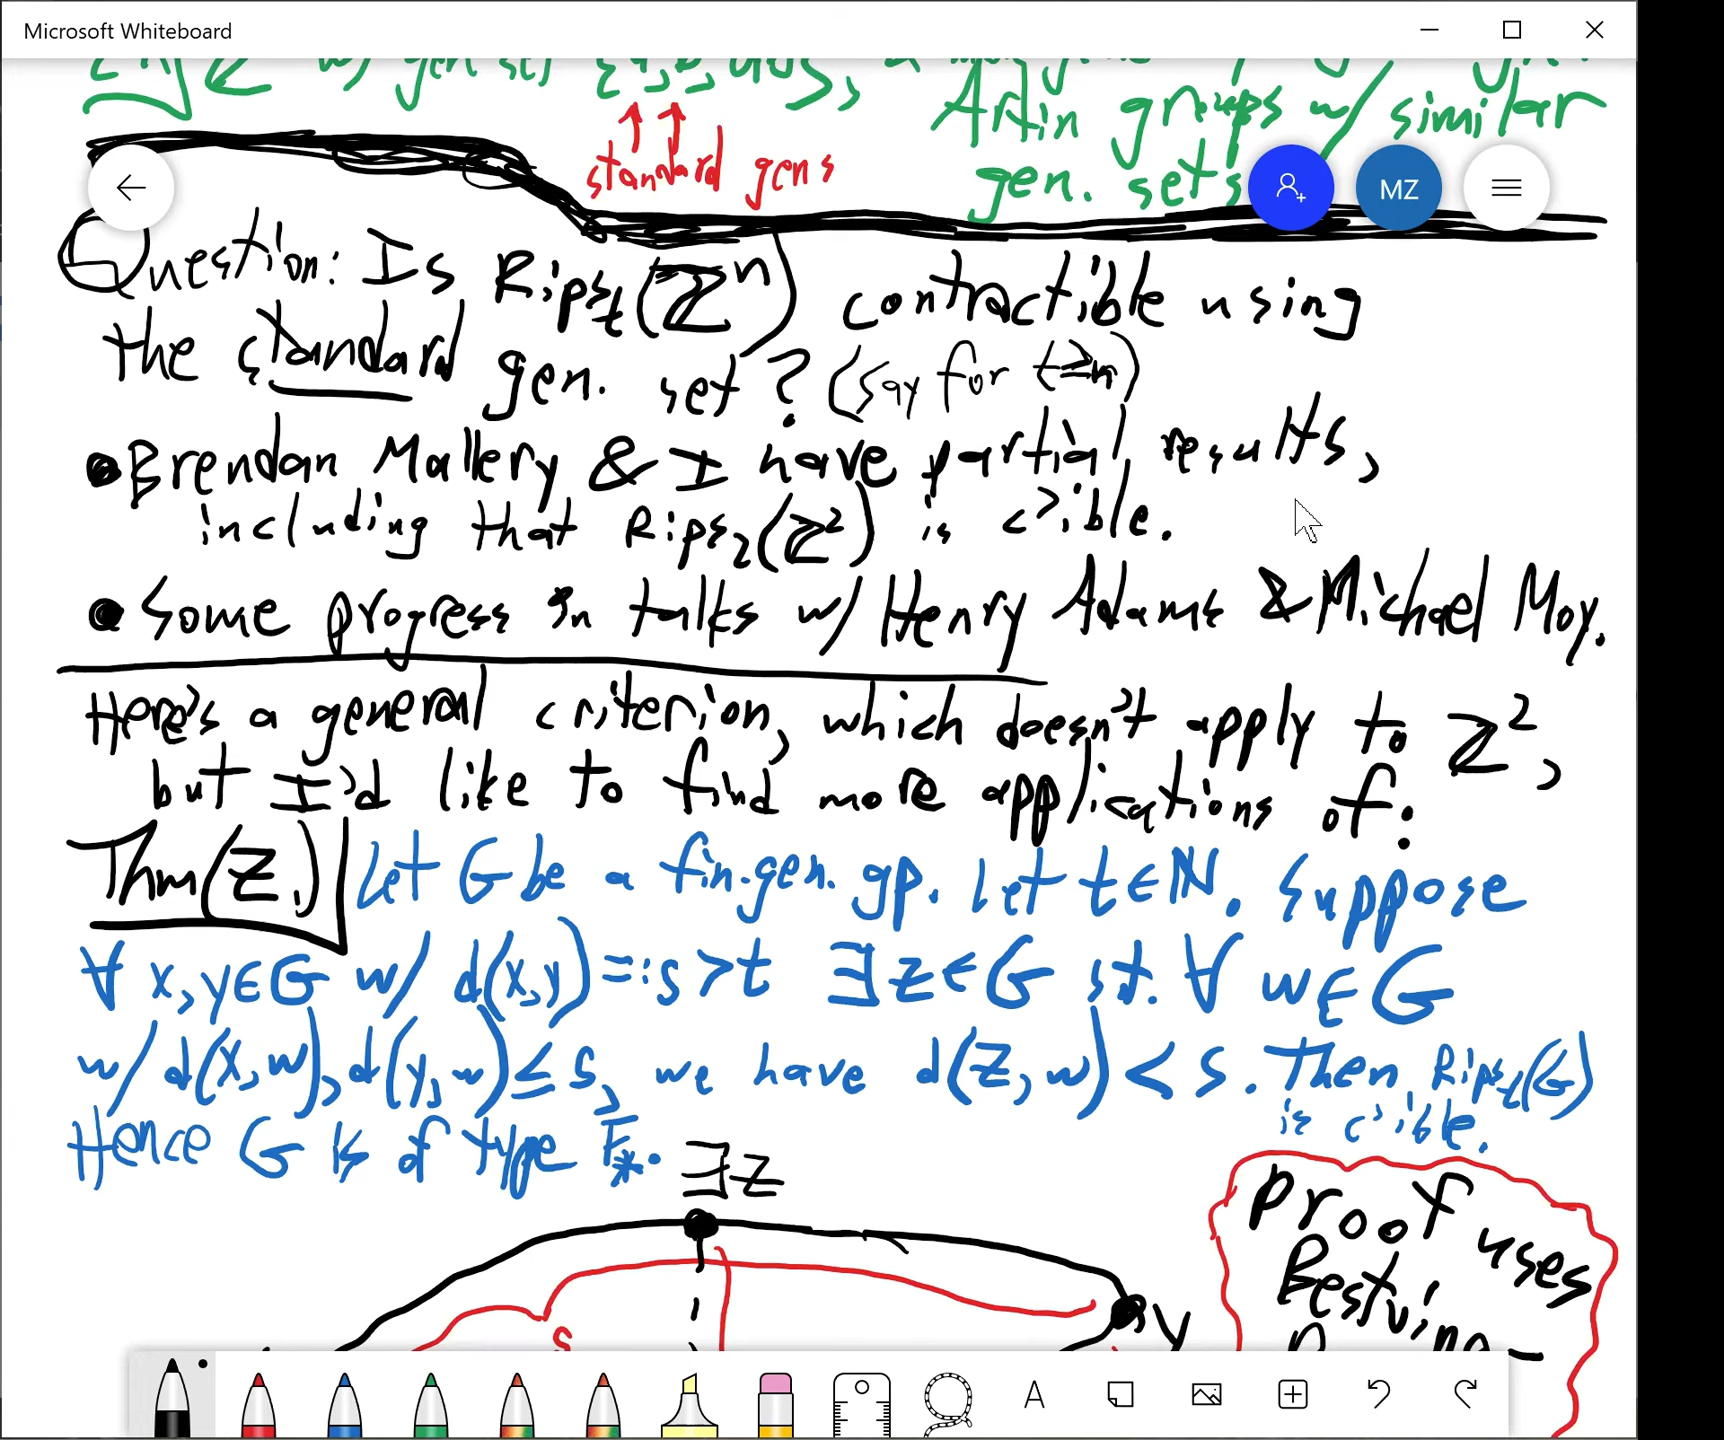 Microsoft Whiteboard
w/ gen set {a, b,
Artin groups w/ similar
standard gens
gen. sets
MZ
Question: Is Rips_t(ℤ^n) contractible using
the standard gen. set? (say for t≥n)
•Brendan Mallery & I have partial results,
including that Rips_2(ℤ^2) is c'ible.
•Some progress in talks w/ Henry Adams & Michael Moy.
Here's a general criterion, which doesn't apply to ℤ^2,
but I'd like to find more applications of:
Thm(Z.) Let G be a fin.gen. gp. Let t∈ℕ. Suppose
∀ x,y∈G w/ d(x,y)=:s>t ∃z∈G s.t. ∀ w∈G
w/ d(x,w),d(y,w)≤s, we have d(z,w)<s. Then Rips_t(G)
is c'ible.
Hence G is of type F_*.
∃z
Proof uses
Bestvina-
y
s
A